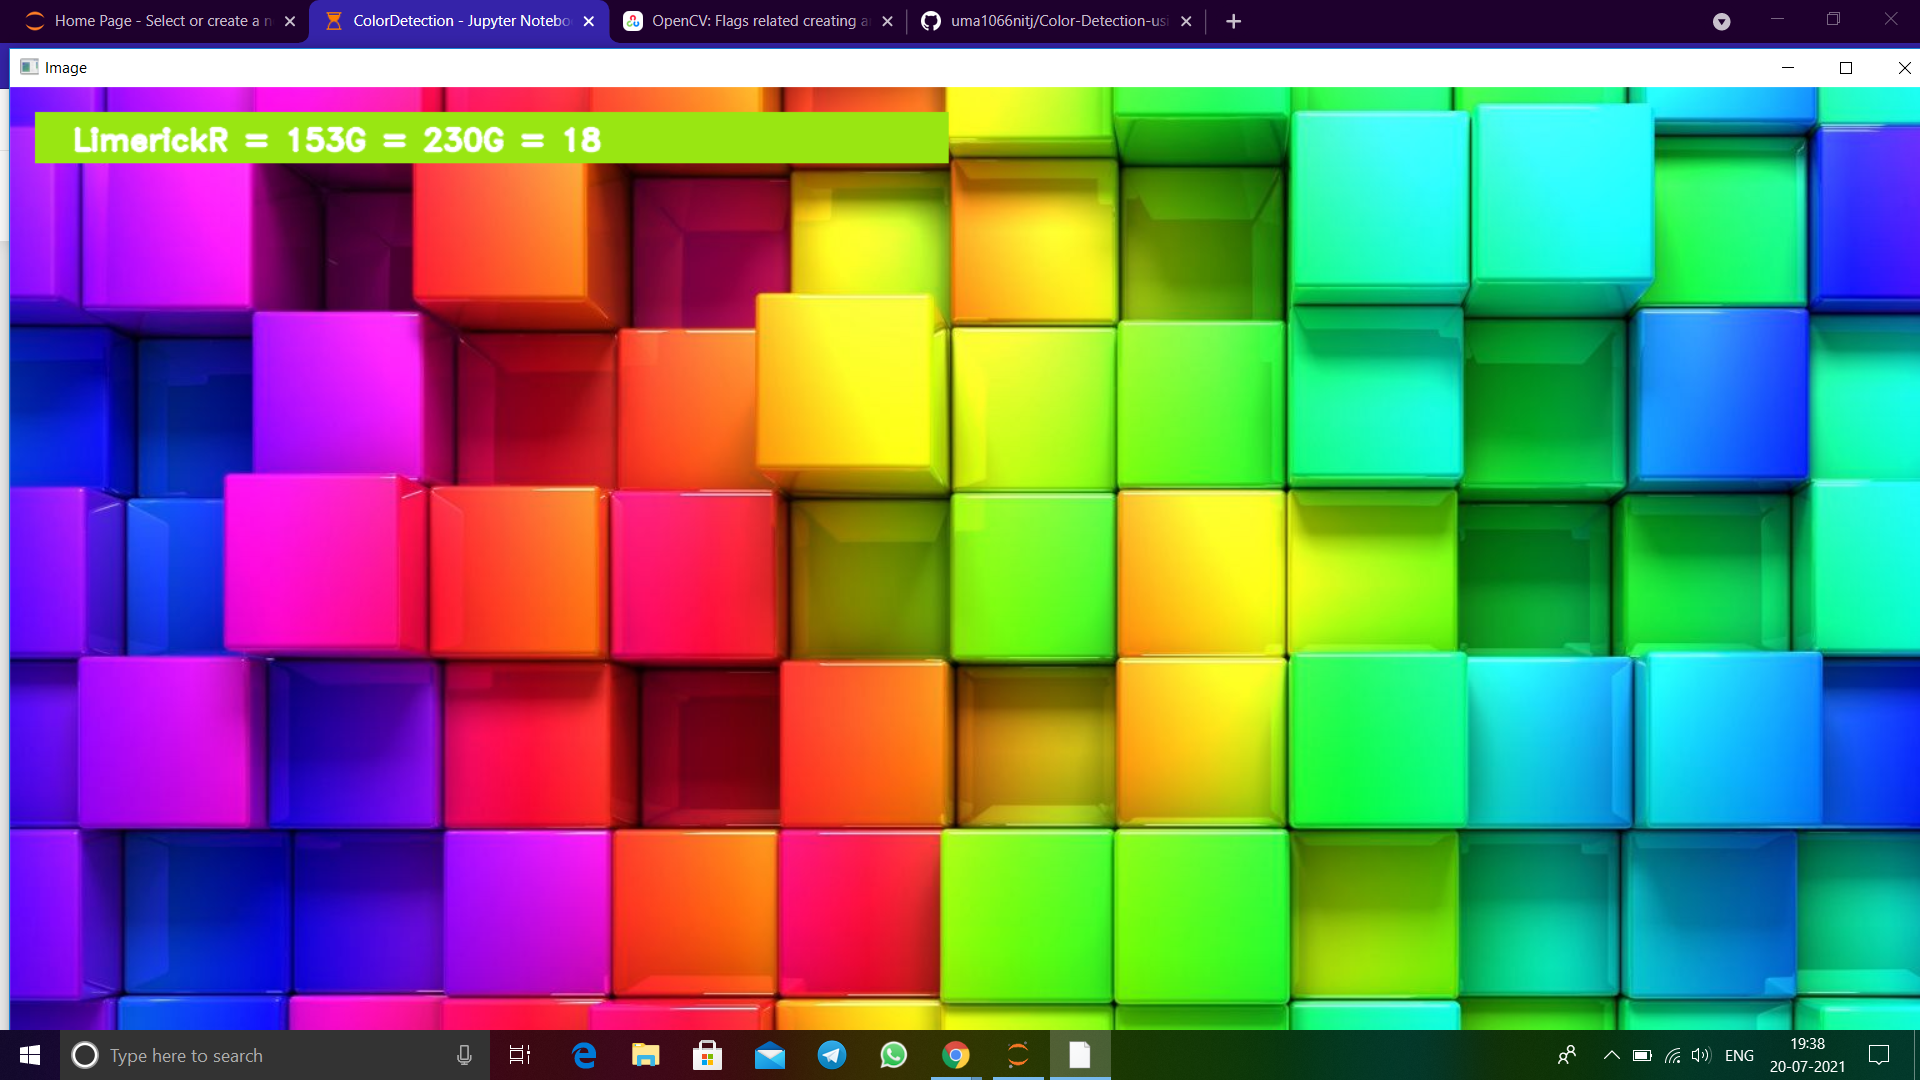 Home Page - Select or create a n
ColorDetection - Jupyter Notebo
OpenCV: Flags related creating a
uma1066nitj/Color-Detection-us
Image
LimerickR = 153G = 230G = 18
Type here to search
ENG
19:38
20-07-2021